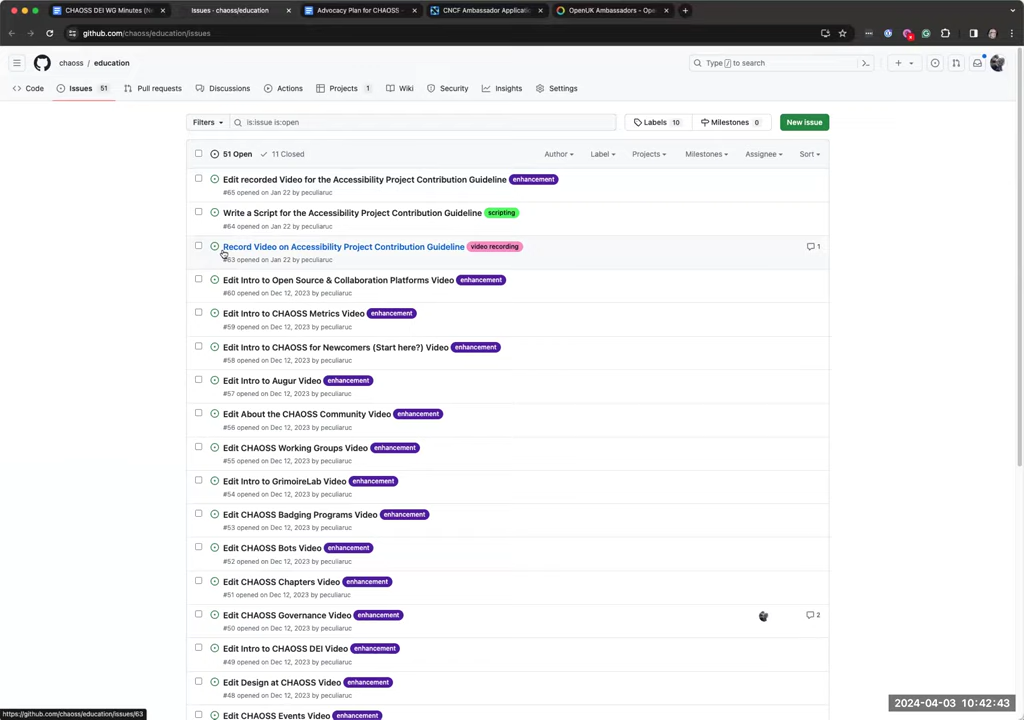 CHAOSS DEI WG Minutes (N
Issues · chaoss/education
Advocacy Plan for CHAOSS
CNCF Ambassador Applicatio
OpenUK Ambassadors - Ope
github.com/chaoss/education/issues
chaoss / education
Type / to search
Code
Issues 51
Pull requests
Discussions
Actions
Projects 1
Wiki
Security
Insights
Settings
Filters
is:issue is:open
Labels 10
Milestones 0
New issue
51 Open
11 Closed
Author
Label
Projects
Milestones
Assignee
Sort
Edit recorded Video for the Accessibility Project Contribution Guideline enhancement
#65 opened on Jan 22 by peculiaruc
Write a Script for the Accessibility Project Contribution Guideline scripting
#64 opened on Jan 22 by peculiaruc
Record Video on Accessibility Project Contribution Guideline video recording 1
#63 opened on Jan 22 by peculiaruc
Edit Intro to Open Source & Collaboration Platforms Video enhancement
#60 opened on Dec 12, 2023 by peculiaruc
Edit Intro to CHAOSS Metrics Video enhancement
#59 opened on Dec 12, 2023 by peculiaruc
Edit Intro to CHAOSS for Newcomers (Start here?) Video enhancement
#58 opened on Dec 12, 2023 by peculiaruc
Edit Intro to Augur Video enhancement
#57 opened on Dec 12, 2023 by peculiaruc
Edit About the CHAOSS Community Video enhancement
#56 opened on Dec 12, 2023 by peculiaruc
Edit CHAOSS Working Groups Video enhancement
#55 opened on Dec 12, 2023 by peculiaruc
Edit Intro to GrimoireLab Video enhancement
#54 opened on Dec 12, 2023 by peculiaruc
Edit CHAOSS Badging Programs Video enhancement
#53 opened on Dec 12, 2023 by peculiaruc
Edit CHAOSS Bots Video enhancement
#52 opened on Dec 12, 2023 by peculiaruc
Edit CHAOSS Chapters Video enhancement
#51 opened on Dec 12, 2023 by peculiaruc
Edit CHAOSS Governance Video enhancement 2
#50 opened on Dec 12, 2023 by peculiaruc
Edit Intro to CHAOSS DEI Video enhancement
#49 opened on Dec 12, 2023 by peculiaruc
Edit Design at CHAOSS Video enhancement
#48 opened on Dec 12, 2023 by peculiaruc
Edit CHAOSS Events Video enhancement
https://github.com/chaoss/education/issues/63
2024-04-03 10:42:43